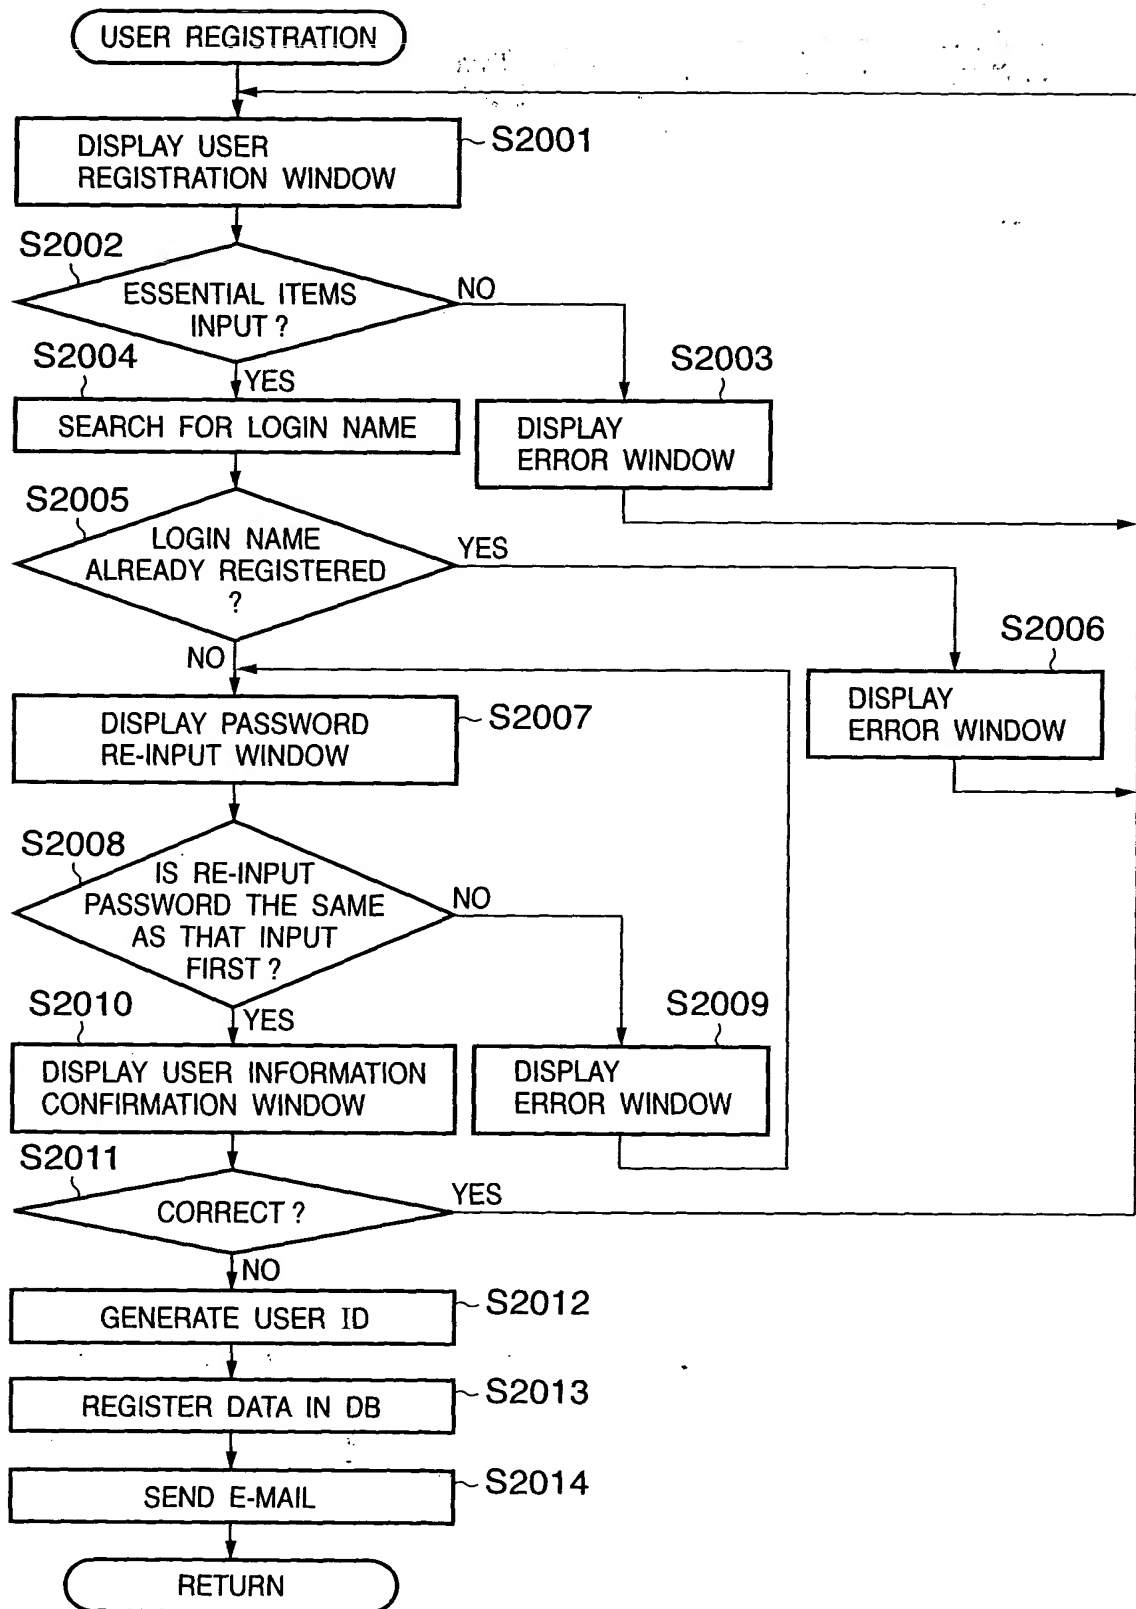 USER REGISTRATION
DISPLAY USER
REGISTRATION WINDOW
S2001
S2002
ESSENTIAL ITEMS
INPUT ?
NO
YES
S2003
DISPLAY
ERROR WINDOW
S2004
SEARCH FOR LOGIN NAME
S2005
LOGIN NAME
ALREADY REGISTERED
?
YES
NO
S2006
DISPLAY
ERROR WINDOW
DISPLAY PASSWORD
RE-INPUT WINDOW
S2007
S2008
IS RE-INPUT
PASSWORD THE SAME
AS THAT INPUT
FIRST ?
NO
YES
S2009
DISPLAY
ERROR WINDOW
S2010
DISPLAY USER INFORMATION
CONFIRMATION WINDOW
S2011
CORRECT ?
YES
NO
GENERATE USER ID
S2012
REGISTER DATA IN DB
S2013
SEND E-MAIL
S2014
RETURN